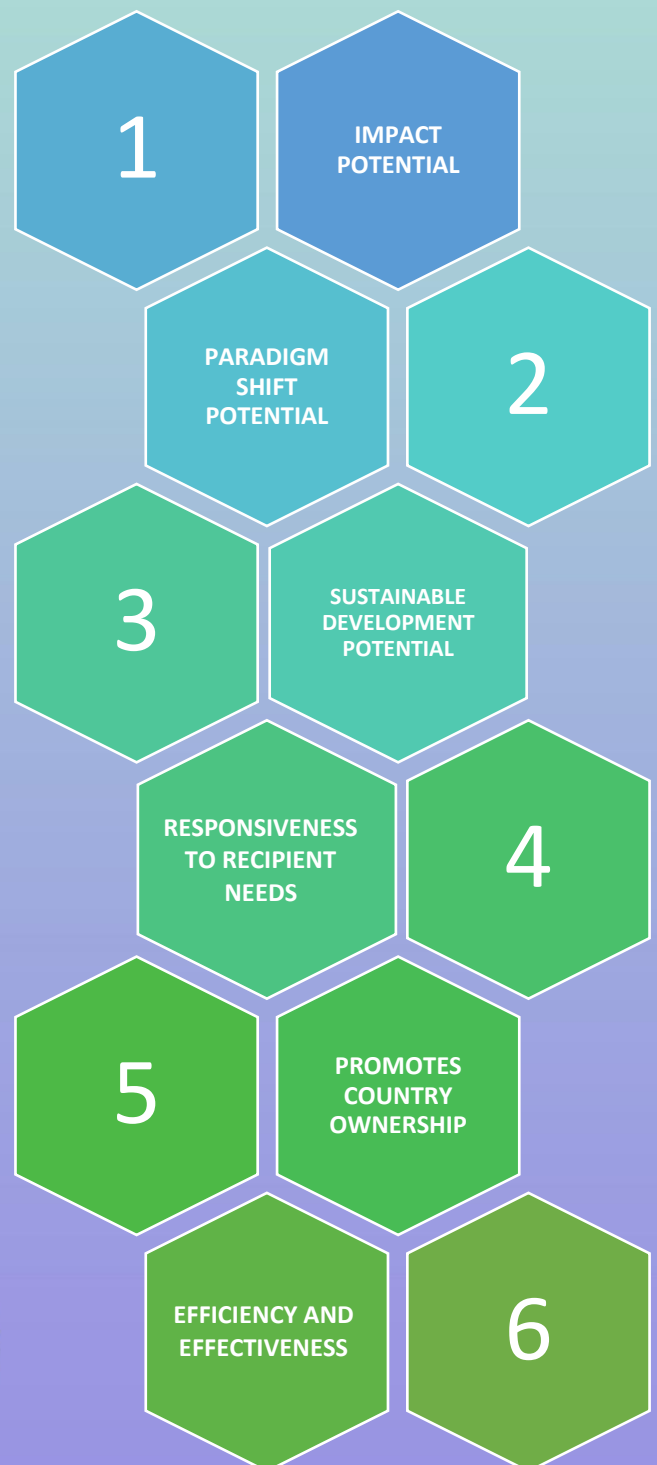 1
IMPACT
POTENTIAL
PARADIGM
SHIFT
POTENTIAL
2
3
SUSTAINABLE
DEVELOPMENT
POTENTIAL
RESPONSIVENESS
TO RECIPIENT
NEEDS
4
5
PROMOTES
COUNTRY
OWNERSHIP
EFFICIENCY AND
EFFECTIVENESS
6